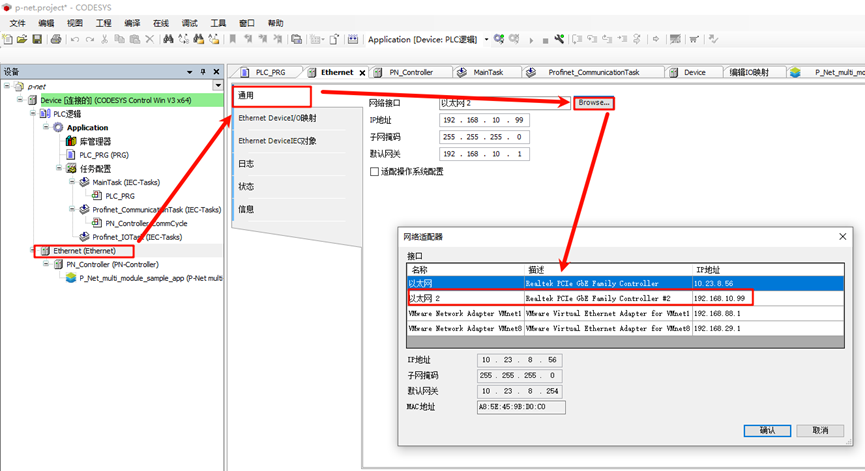 p-net.project* - CODESYS
文件 编辑 视图 工程 编译 在线 调试 工具 窗口 帮助
Application [Device: PLC逻辑]
设备
p-net
Device [连接的] (CODESYS Control Win V3 x64)
PLC逻辑
Application
库管理器
PLC_PRG (PRG)
任务配置
MainTask (IEC-Tasks)
PLC_PRG
Profinet_CommunicationTask (IEC-Tasks)
PN_Controller.CommCycle
Profinet_IOTask (IEC-Tasks)
Ethernet (Ethernet)
PN_Controller (PN-Controller)
P_Net_multi_module_sample_app (P-Net multi
PLC_PRG Ethernet PN_Controller MainTask Profinet_CommunicationTask Device 编辑IO映射 P_Net_multi_mo
通用
Ethernet DeviceI/O映射
Ethernet DeviceIEC对象
日志
状态
信息
网络接口 以太网 2 Browse...
IP地址 192 . 168 . 10 . 99
子网掩码 255 . 255 . 255 . 0
默认网关 192 . 168 . 10 . 1
适配操作系统配置
网络适配器
接口
名称 描述 IP地址
以太网 Realtek PCIe GbE Family Controller 10.23.8.56
以太网 2 Realtek PCIe GbE Family Controller #2 192.168.10.99
VMware Network Adapter VMnet1 VMware Virtual Ethernet Adapter for VMnet1 192.168.88.1
VMware Network Adapter VMnet8 VMware Virtual Ethernet Adapter for VMnet8 192.168.29.1
IP地址 10 . 23 . 8 . 56
子网掩码 255 . 255 . 255 . 0
默认网关 10 . 23 . 8 . 254
MAC地址 A8:5E:45:9B:D0:C0
确认 取消